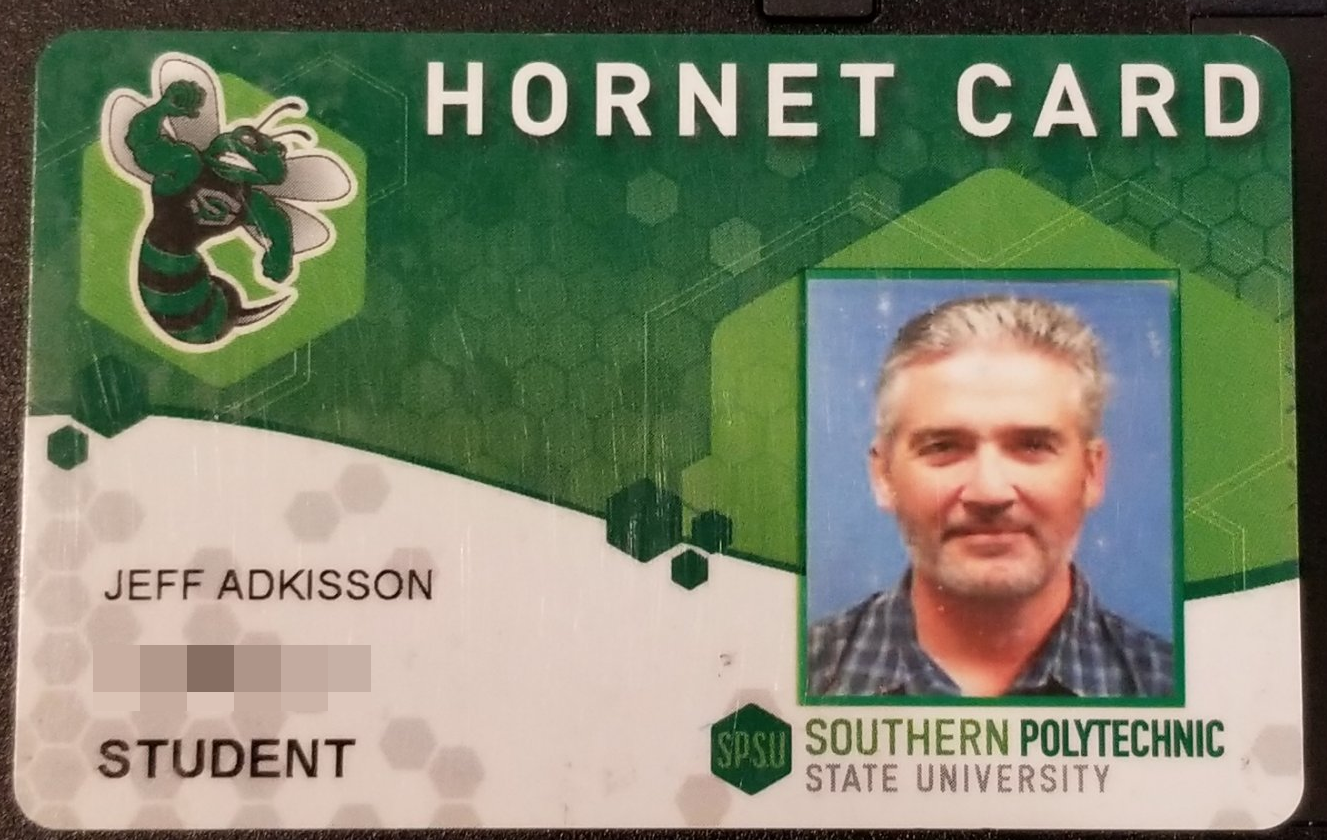 HORNET CARD
JEFF ADKISSON
STUDENT
SPSU SOUTHERN POLYTECHNIC
STATE UNIVERSITY